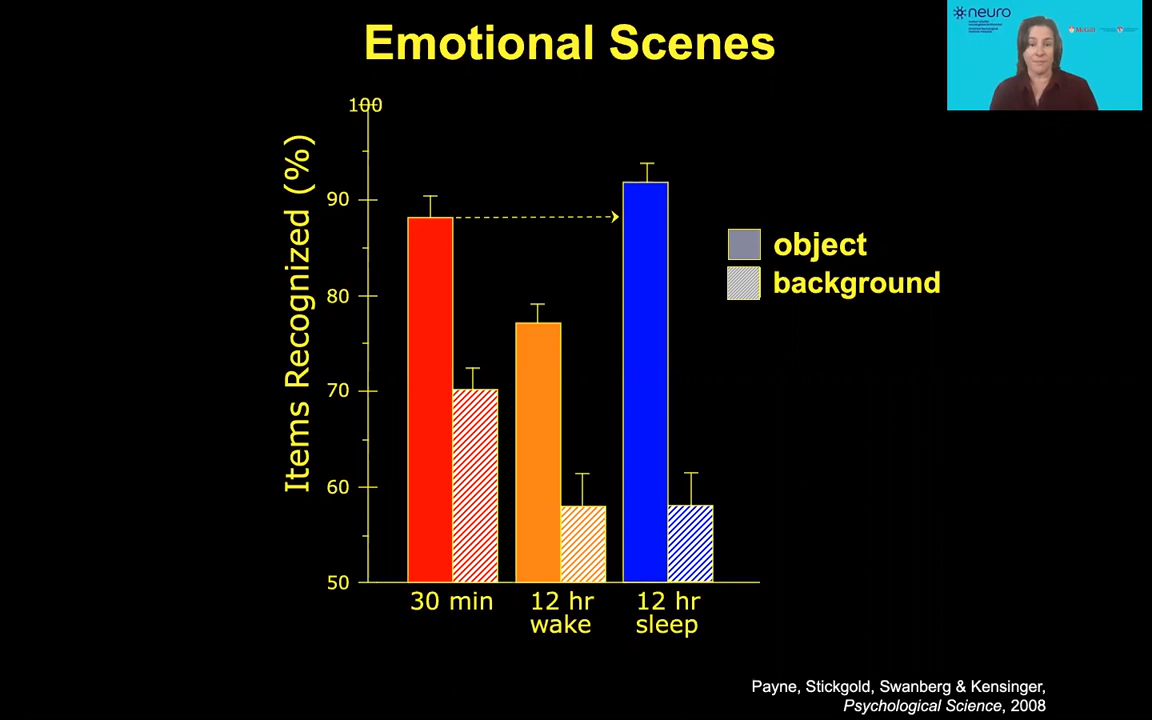 Emotional Scenes
neuro
McGill
100
90
80
70
60
50
Items Recognized (%)
object
background
30 min
12 hr
wake
12 hr
sleep
Payne, Stickgold, Swanberg & Kensinger,
Psychological Science, 2008